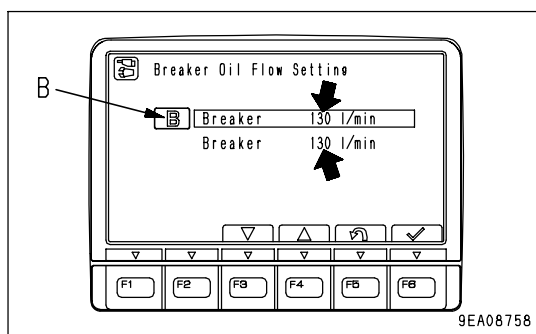 Breaker Oil Flow Setting
B
B Breaker 130 l/min
Breaker 130 l/min
F1 F2 F3 F4 F5 F6
9EA08758